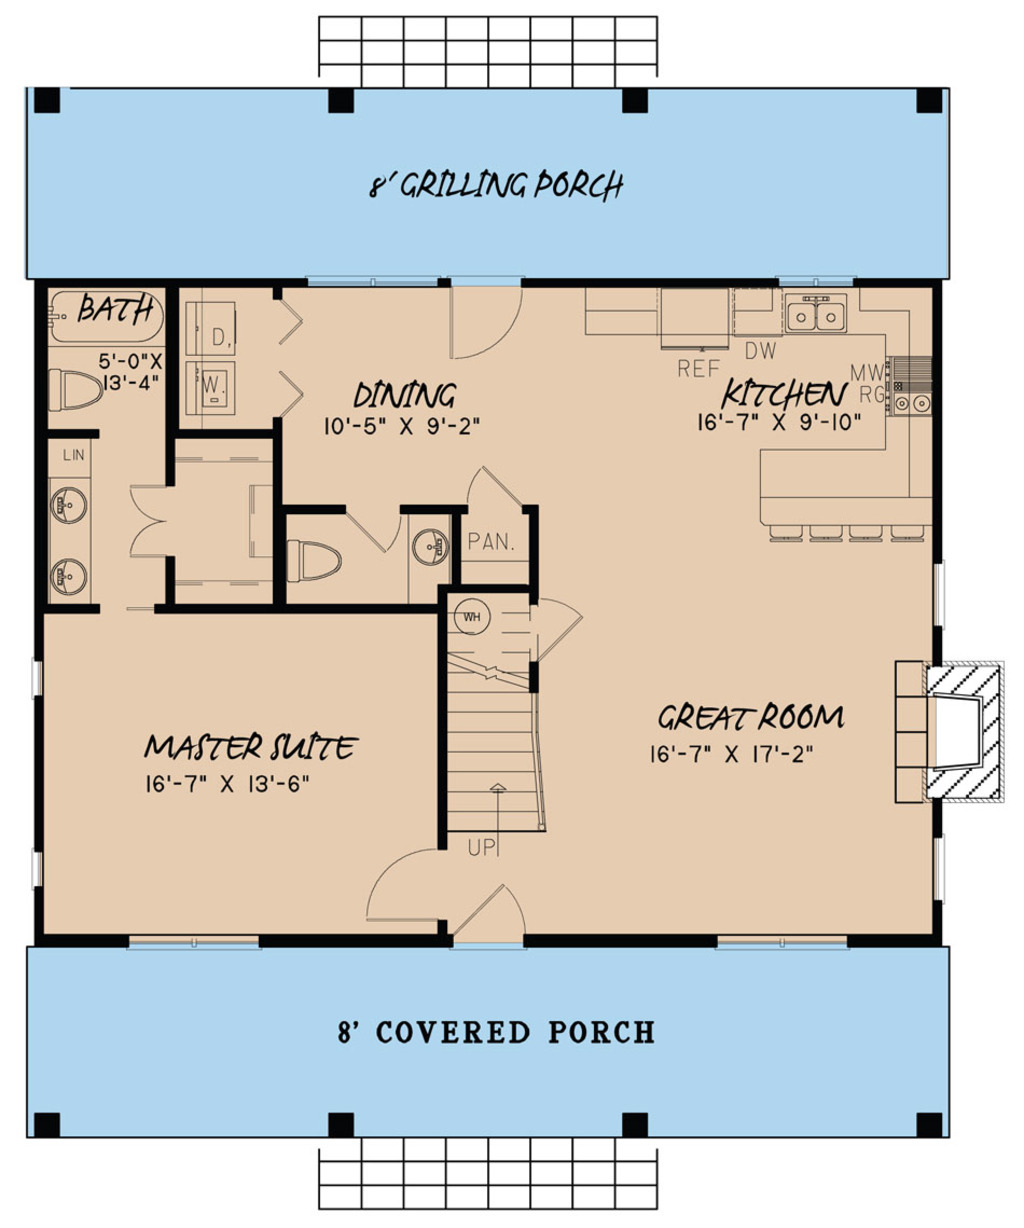 8' GRILLING PORCH
BATH
5'-0"X
13'-4"
D,
W.
REF
DW
DINING
10'-5" X 9'-2"
KITCHEN
16'-7" X 9'-10"
MW
RG
LIN
PAN.
WH
MASTER SUITE
16'-7" X 13'-6"
GREAT ROOM
16'-7" X 17'-2"
UP
8' COVERED PORCH